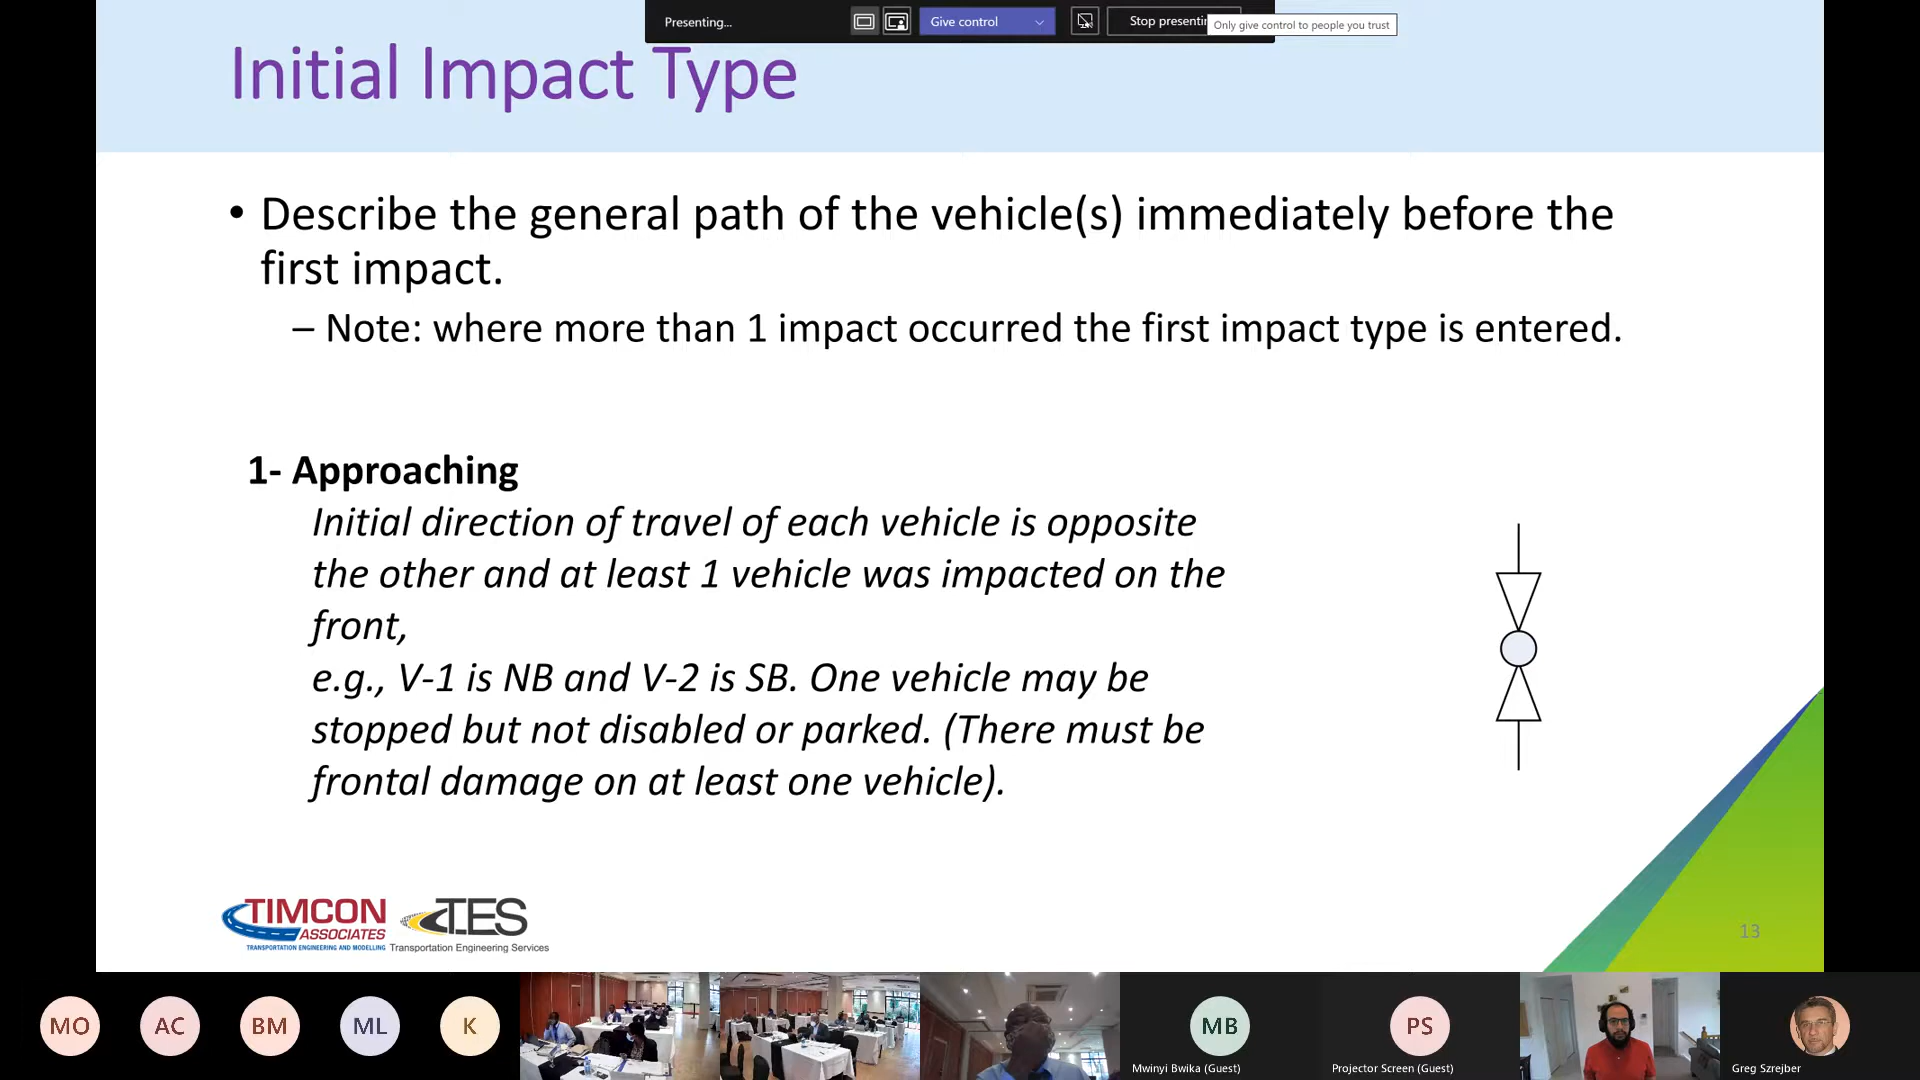 Presenting...
Give control
Stop presenti
Only give control to people you trust
Initial Impact Type
• Describe the general path of the vehicle(s) immediately before the
first impact.
– Note: where more than 1 impact occurred the first impact type is entered.
1- Approaching
Initial direction of travel of each vehicle is opposite
the other and at least 1 vehicle was impacted on the
front,
e.g., V-1 is NB and V-2 is SB. One vehicle may be
stopped but not disabled or parked. (There must be
frontal damage on at least one vehicle).
TIMCON
ASSOCIATES
TRANSPORTATION ENGINEERING AND MODELLING
TES
Transportation Engineering Services
13
MO
AC
BM
ML
K
MB
Mwinyi Bwika (Guest)
PS
Projector Screen (Guest)
Greg Szrejber